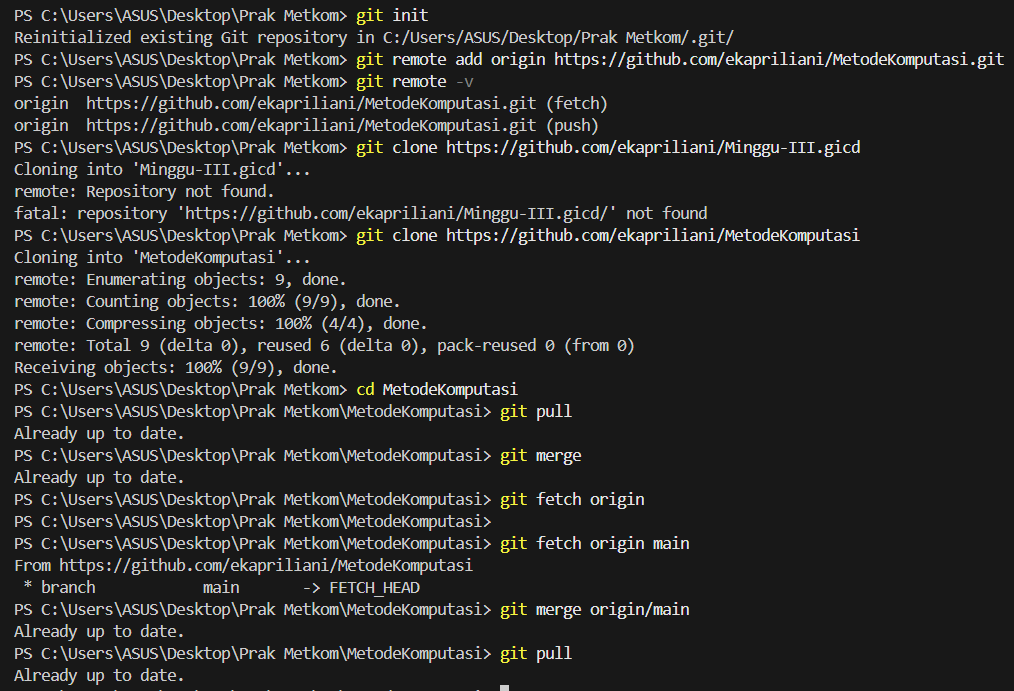 PS C:\Users\ASUS\Desktop\Prak Metkom> git init
Reinitialized existing Git repository in C:/Users/ASUS/Desktop/Prak Metkom/.git/
PS C:\Users\ASUS\Desktop\Prak Metkom> git remote add origin https://github.com/ekapriliani/MetodeKomputasi.git
PS C:\Users\ASUS\Desktop\Prak Metkom> git remote -v
origin  https://github.com/ekapriliani/MetodeKomputasi.git (fetch)
origin  https://github.com/ekapriliani/MetodeKomputasi.git (push)
PS C:\Users\ASUS\Desktop\Prak Metkom> git clone https://github.com/ekapriliani/Minggu-III.gicd
Cloning into 'Minggu-III.gicd'...
remote: Repository not found.
fatal: repository 'https://github.com/ekapriliani/Minggu-III.gicd/' not found
PS C:\Users\ASUS\Desktop\Prak Metkom> git clone https://github.com/ekapriliani/MetodeKomputasi
Cloning into 'MetodeKomputasi'...
remote: Enumerating objects: 9, done.
remote: Counting objects: 100% (9/9), done.
remote: Compressing objects: 100% (4/4), done.
remote: Total 9 (delta 0), reused 6 (delta 0), pack-reused 0 (from 0)
Receiving objects: 100% (9/9), done.
PS C:\Users\ASUS\Desktop\Prak Metkom> cd MetodeKomputasi
PS C:\Users\ASUS\Desktop\Prak Metkom\MetodeKomputasi> git pull
Already up to date.
PS C:\Users\ASUS\Desktop\Prak Metkom\MetodeKomputasi> git merge
Already up to date.
PS C:\Users\ASUS\Desktop\Prak Metkom\MetodeKomputasi> git fetch origin
PS C:\Users\ASUS\Desktop\Prak Metkom\MetodeKomputasi>
PS C:\Users\ASUS\Desktop\Prak Metkom\MetodeKomputasi> git fetch origin main
From https://github.com/ekapriliani/MetodeKomputasi
 * branch            main       -> FETCH_HEAD
PS C:\Users\ASUS\Desktop\Prak Metkom\MetodeKomputasi> git merge origin/main
Already up to date.
PS C:\Users\ASUS\Desktop\Prak Metkom\MetodeKomputasi> git pull
Already up to date.